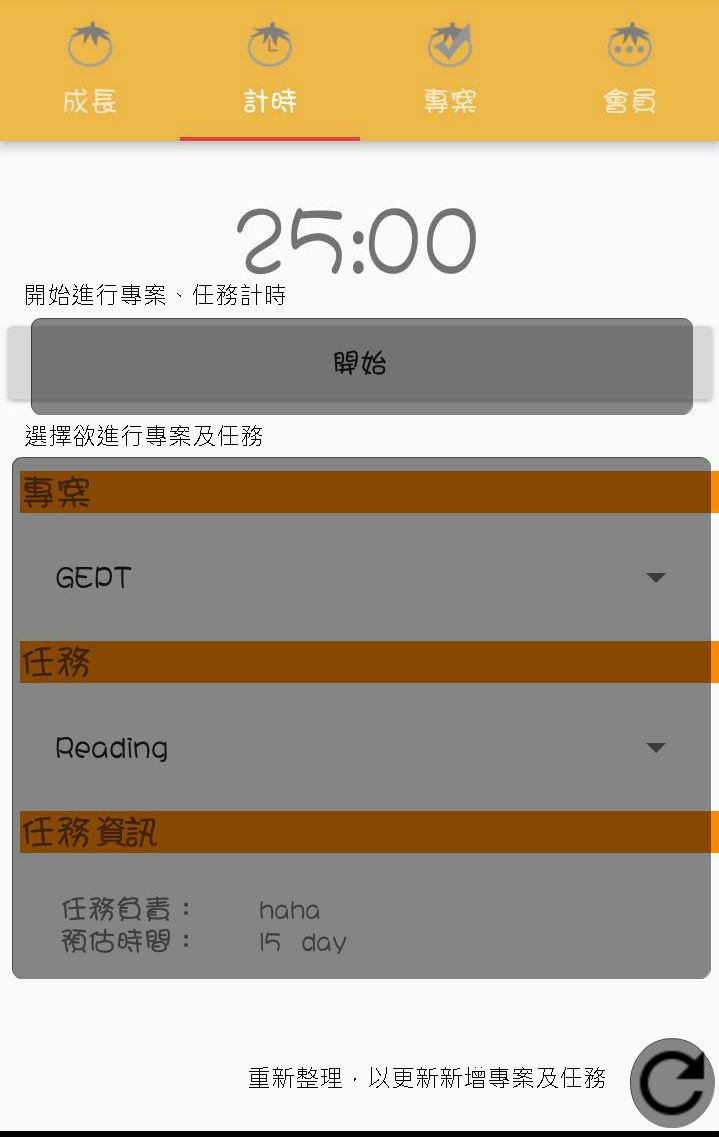 成長 計時 專案 會員
25:00
開始進行專案、任務計時
開始
選擇欲進行專案及任務
專案
GEPT
任務
Reading
任務資訊
任務負責： haha
預估時間： 15 day
重新整理，以更新新增專案及任務